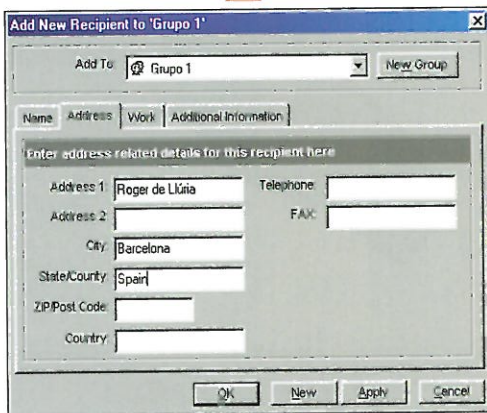 Add New Recipient to 'Grupo 1'
Add To: Grupo 1 New Group
Name Address Work Additional Information
Enter address related details for this recipient here
Address 1: Roger de Llúria Telephone:
Address 2: FAX:
City: Barcelona
State/County: Spain
ZIP/Post Code:
Country:
OK New Apply Cancel